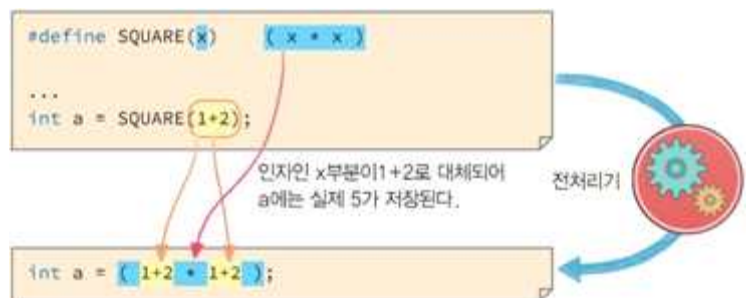 #define SQUARE(x)    ( x * x )
...
int a = SQUARE(1+2);
인자인 x부분이1+2로 대체되어
a에는 실제 5가 저장된다.
전처리기
int a = ( 1+2 * 1+2 );